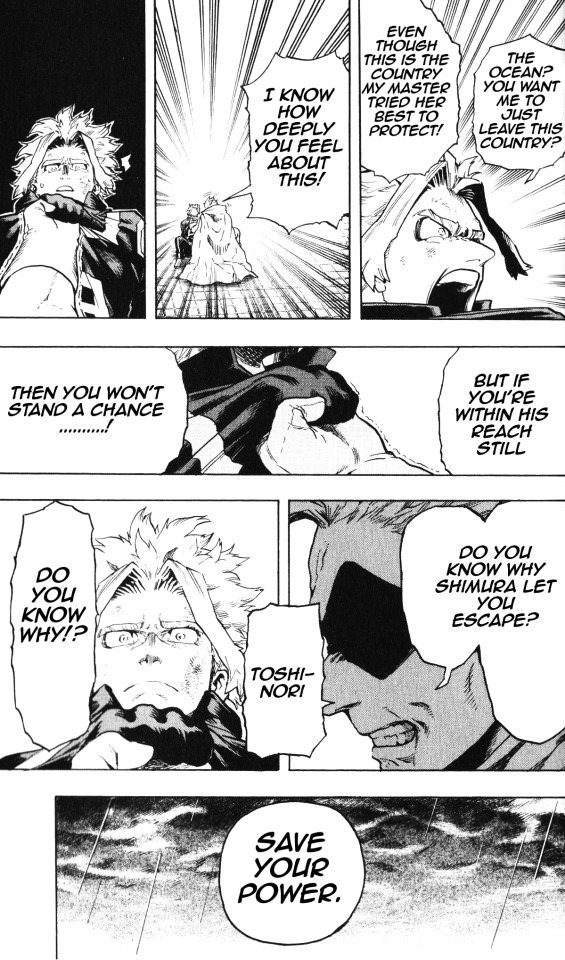 THE
OCEAN?
YOU WANT
ME TO
JUST
LEAVE THIS
COUNTRY?
EVEN
THOUGH
THIS IS THE
COUNTRY
MY MASTER
TRIED HER
BEST TO
PROTECT!
I KNOW
HOW
DEEPLY
YOU FEEL
ABOUT
THIS!
BUT IF
YOU'RE
WITHIN HIS
REACH
STILL
THEN YOU WON'T
STAND A CHANCE
...........!
DO YOU
KNOW WHY
SHIMURA LET
YOU
ESCAPE?
TOSHI-
NORI
DO
YOU
KNOW
WHY!?
SAVE
YOUR
POWER.